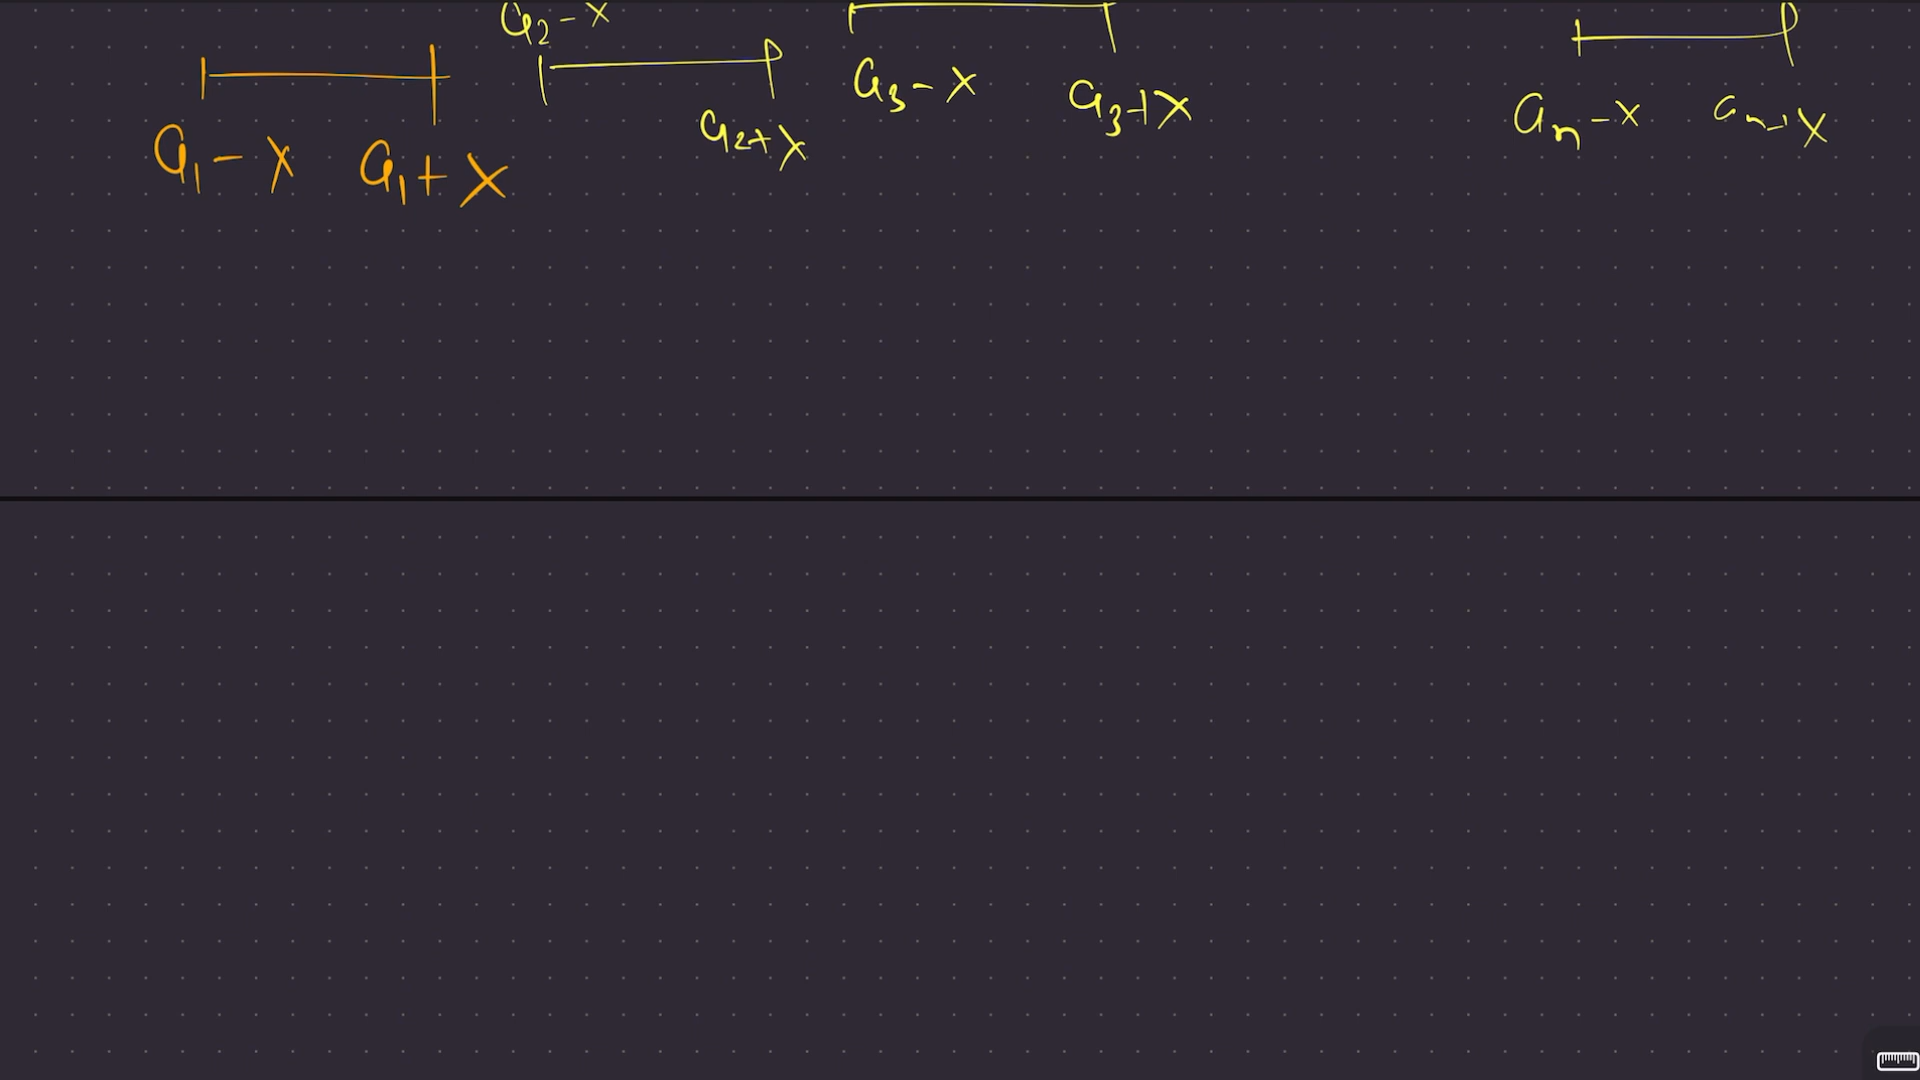 a₂-x
a₃-x a₃+x
aₙ-x aₙ-x
a₂+x
a₁-x a₁+x